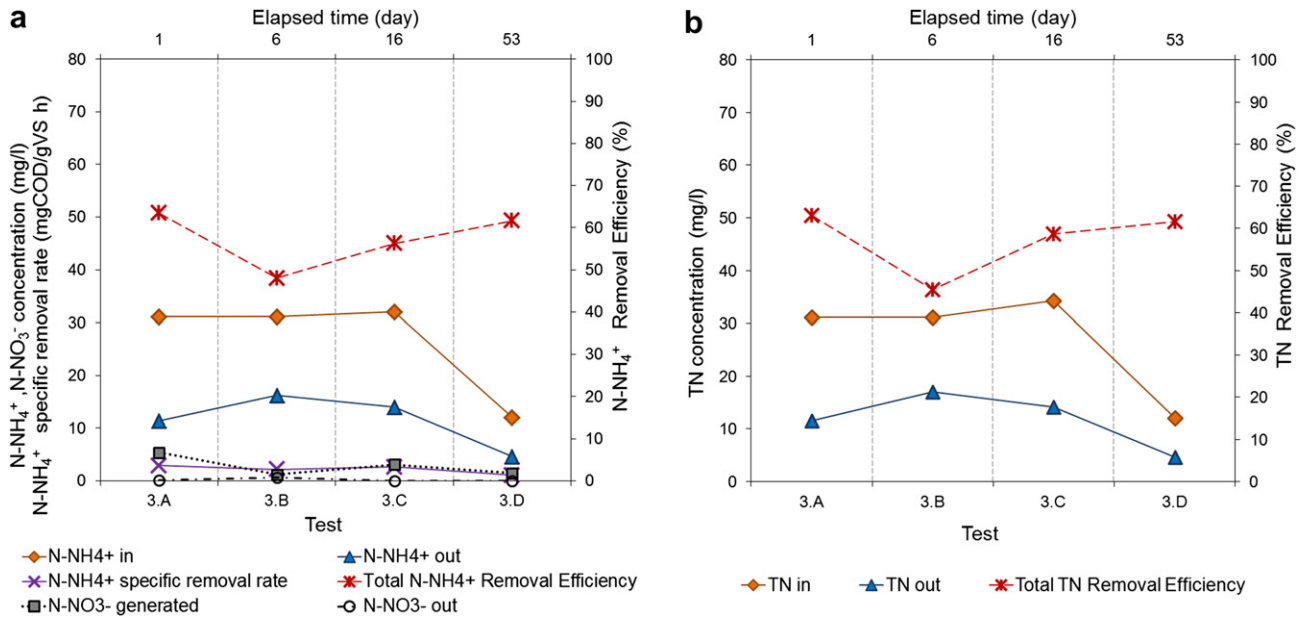 a
Elapsed time (day)
1 6 16 53
80 100
70 90
60 80
50 70
40 60
30 50
20 40
10 30
0 20
10
0
N-NH4+ ,N-NO3- concentration (mg/l)
N-NH4+ specific removal rate (mgCOD/gVS h)
N-NH4+ Removal Efficiency (%)
3.A 3.B 3.C 3.D
Test
N-NH4+ in N-NH4+ out
N-NH4+ specific removal rate Total N-NH4+ Removal Efficiency
N-NO3- generated N-NO3- out
b
Elapsed time (day)
1 6 16 53
80 100
70 90
60 80
50 70
40 60
30 50
20 40
10 30
0 20
10
0
TN concentration (mg/l)
TN Removal Efficiency (%)
3.A 3.B 3.C 3.D
Test
TN in TN out Total TN Removal Efficiency